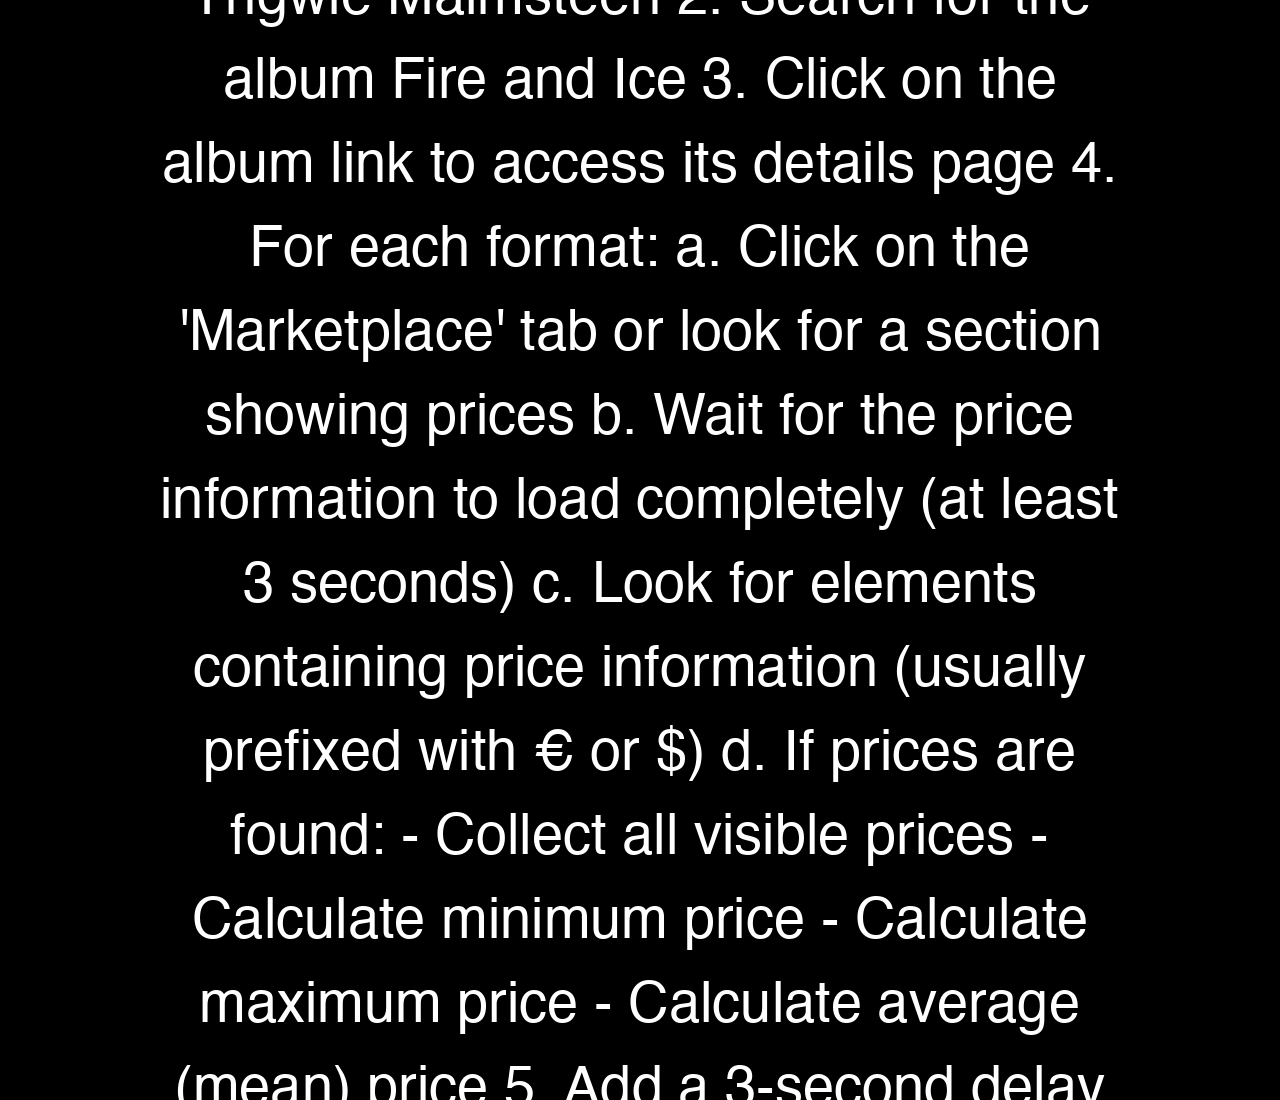 Yngwie Malmsteen 2. Search for the
album Fire and Ice 3. Click on the
album link to access its details page 4.
For each format: a. Click on the
'Marketplace' tab or look for a section
showing prices b. Wait for the price
information to load completely (at least
3 seconds) c. Look for elements
containing price information (usually
prefixed with € or $) d. If prices are
found: - Collect all visible prices -
Calculate minimum price - Calculate
maximum price - Calculate average
(mean) price 5. Add a 3-second delay